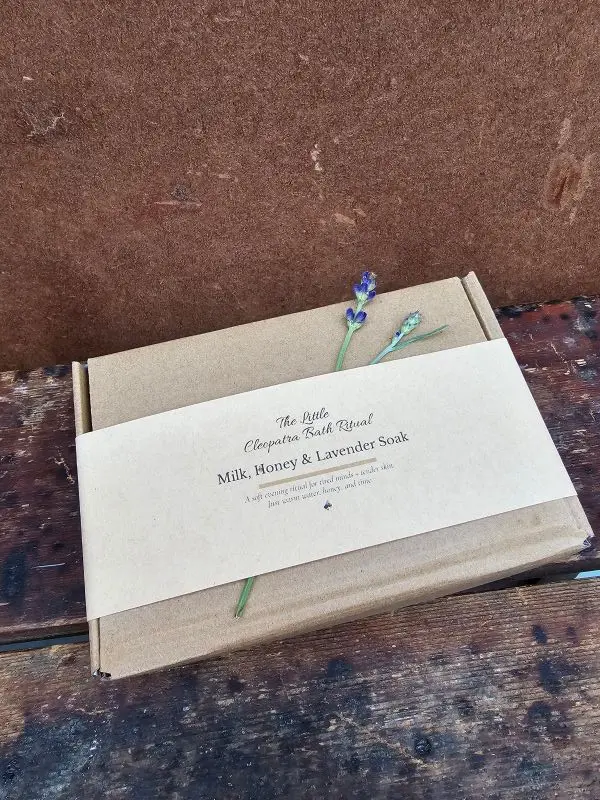 The Little
Cleopatra Bath Ritual
Milk, Honey & Lavender Soak
A soft evening ritual for tired minds + tender skin.
Just warm water, honey, and time.